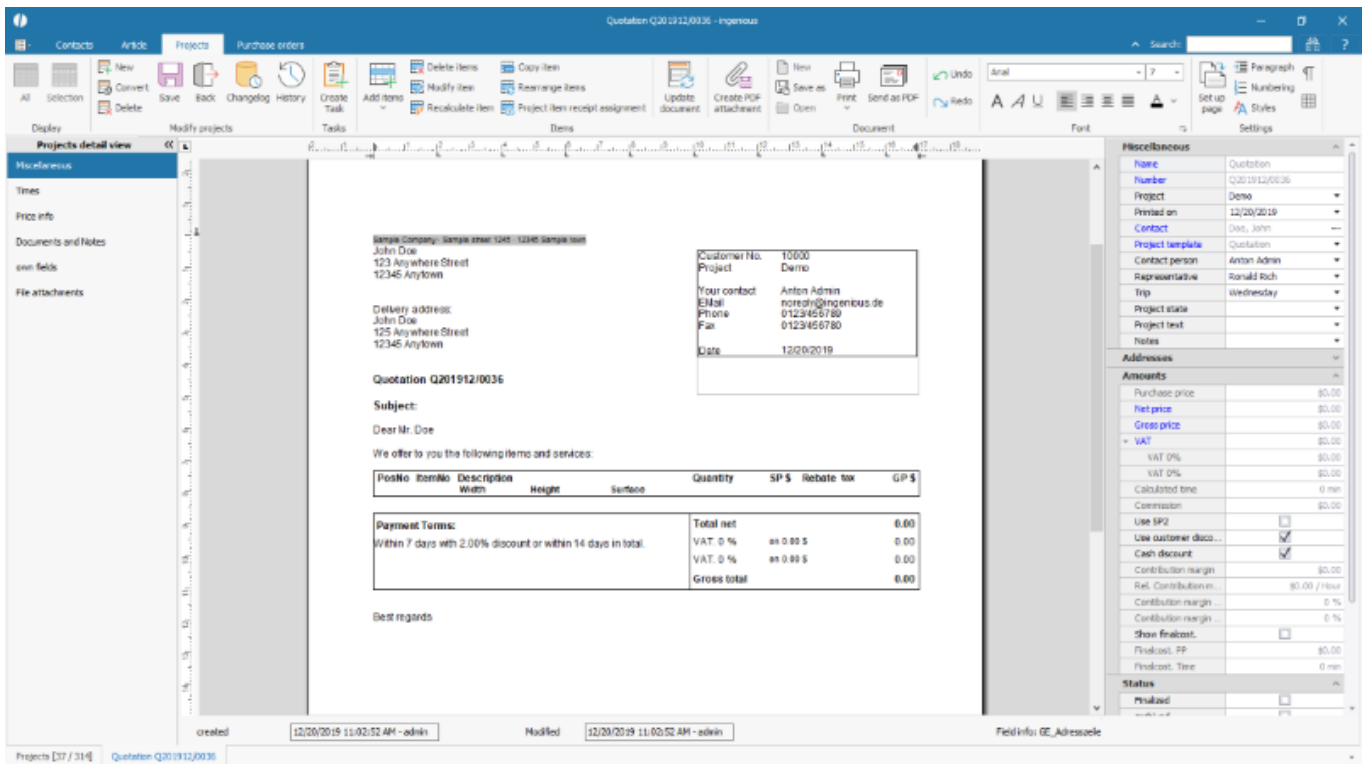 Quotation Q201912/0036 - ingenious
Contacts Article Projects Purchase orders
Search: ?
All Selection New Convert Delete
Save Back Changelog History
Create Task
Add items Delete items Modify item Recalculate item
Copy item Rearrange items Project item receipt assignment
Update document Create PDF attachment
New Save as Open Print Send as PDF
Undo Redo
Arial 7
A A U A
Set up page Paragraph Numbering Styles
Display Modify projects Tasks Items Document Font Settings
Projects detail view
Miscellaneous
Times
Price info
Documents and Notes
own fields
File attachments
Sample Company - Sample street 1245 - 12345 Sample town
John Doe
123 Anywhere Street
12345 Anytown
Delivery address:
John Doe
125 Anywhere Street
12345 Anytown
Customer No. 10000
Project Demo
Your contact Anton Admin
EMail noreply@ingenious.de
Phone 0123/456789
Fax 0123/456780
Date 12/20/2019
Quotation Q201912/0036
Subject:
Dear Mr. Doe
We offer to you the following items and services:
PosNo ItemNo Description Quantity SP $ Rebate tax GP $
Width Height Surface
Payment Terms:
Within 7 days with 2.00% discount or within 14 days in total.
Total net 0.00
VAT. 0 % on 0.00 $ 0.00
VAT. 0 % on 0.00 $ 0.00
Gross total 0.00
Best regards
Miscellaneous
Name Quotation
Number Q201912/0036
Project Demo
Printed on 12/20/2019
Contact Doe, John
Project template Quotation
Contact person Anton Admin
Representative Ronald Rich
Trip Wednesday
Project state
Project text
Notes
Addresses
Amounts
Purchase price $0.00
Net price $0.00
Gross price $0.00
VAT $0.00
VAT 0% $0.00
VAT 0% $0.00
Calculated time 0 min
Commission $0.00
Use SP2
Use customer disco...
Cash discount
Contribution margin $0.00
Rel. Contribution m... $0.00 / Hour
Contibution margin ... 0 %
Contibution margin ... 0 %
Show finalcost.
Finalcost. PP $0.00
Finalcost. Time 0 min
Status
Finalized
created 12/20/2019 11:02:52 AM - admin Modified 12/20/2019 11:02:52 AM - admin Field info: GE_Adresszeile
Projects [37 / 314] Quotation Q201912/0036